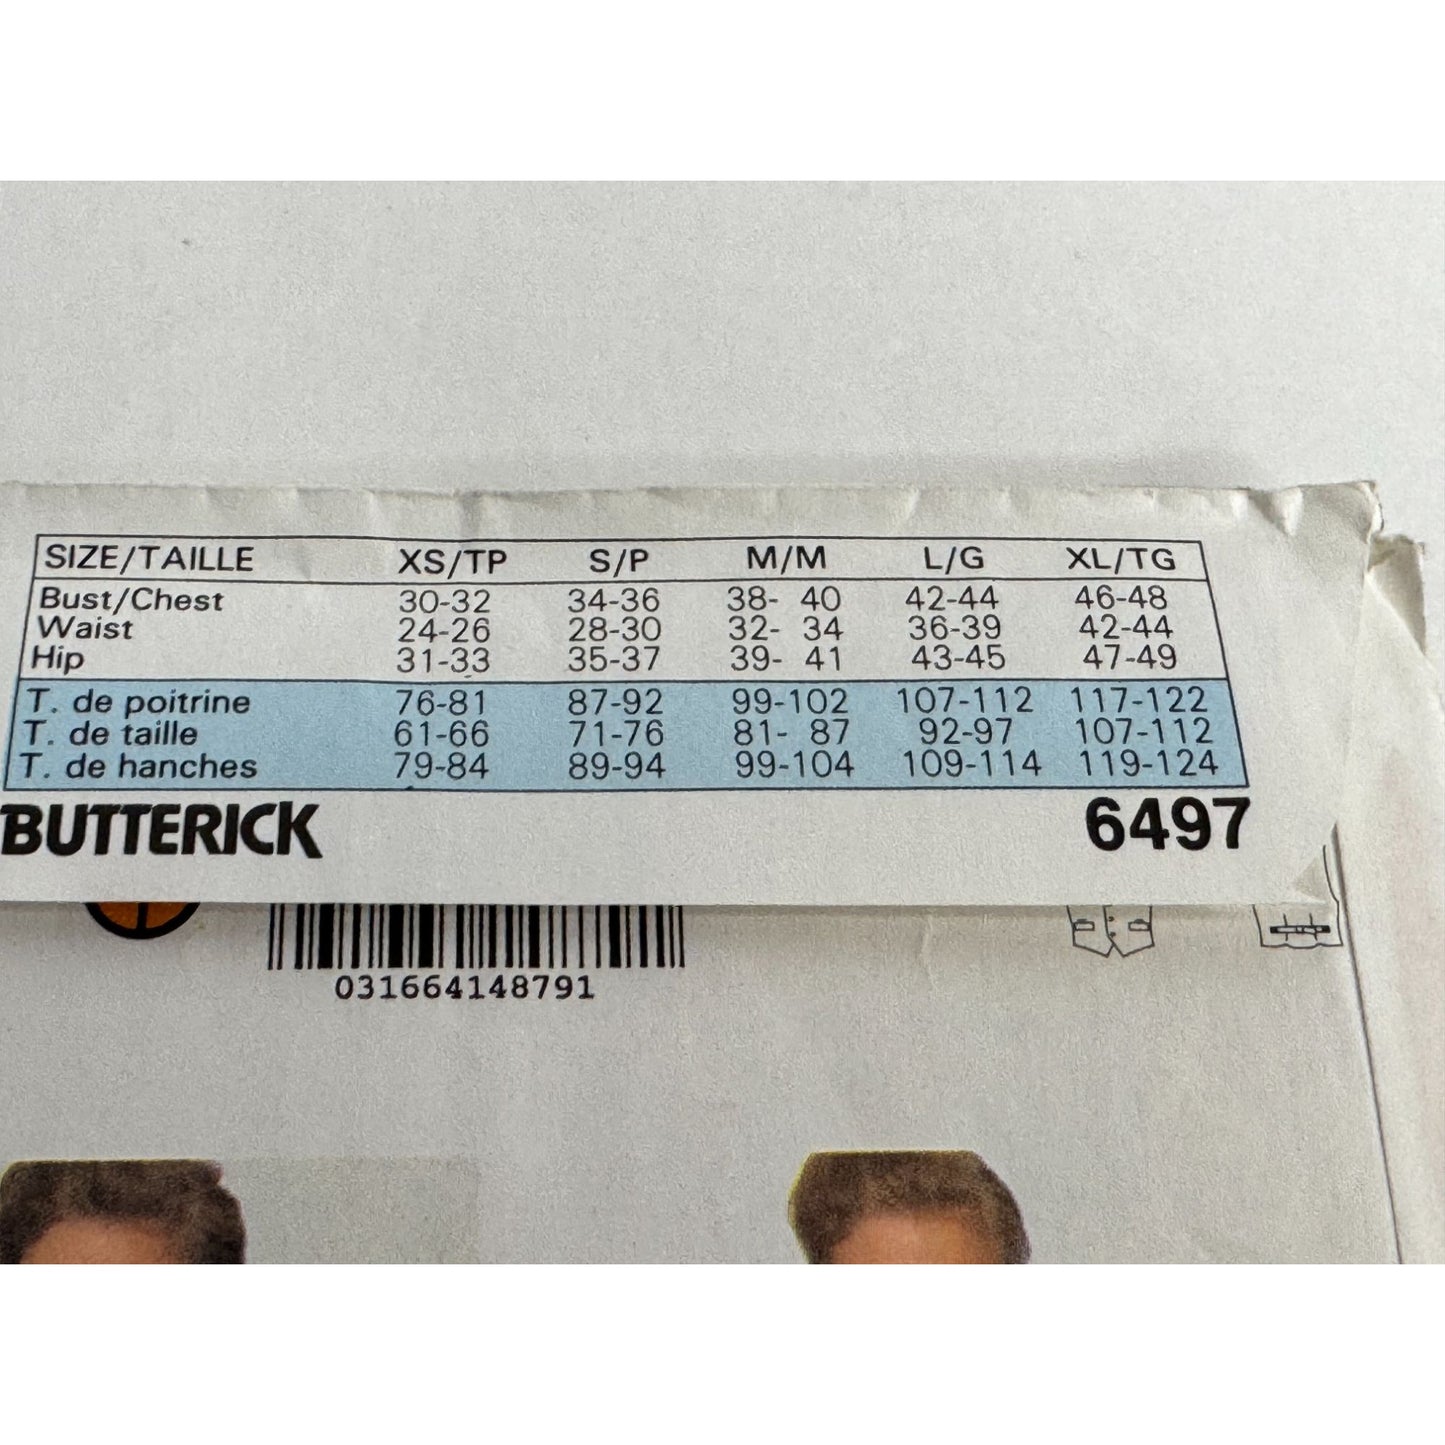 SIZE/TAILLE XS/TP S/P M/M L/G XL/TG
Bust/Chest 30-32 34-36 38- 40 42-44 46-48
Waist 24-26 28-30 32- 34 36-39 42-44
Hip 31-33 35-37 39- 41 43-45 47-49
T. de poitrine 76-81 87-92 99-102 107-112 117-122
T. de taille 61-66 71-76 81- 87 92-97 107-112
T. de hanches 79-84 89-94 99-104 109-114 119-124
BUTTERICK 6497
031664148791